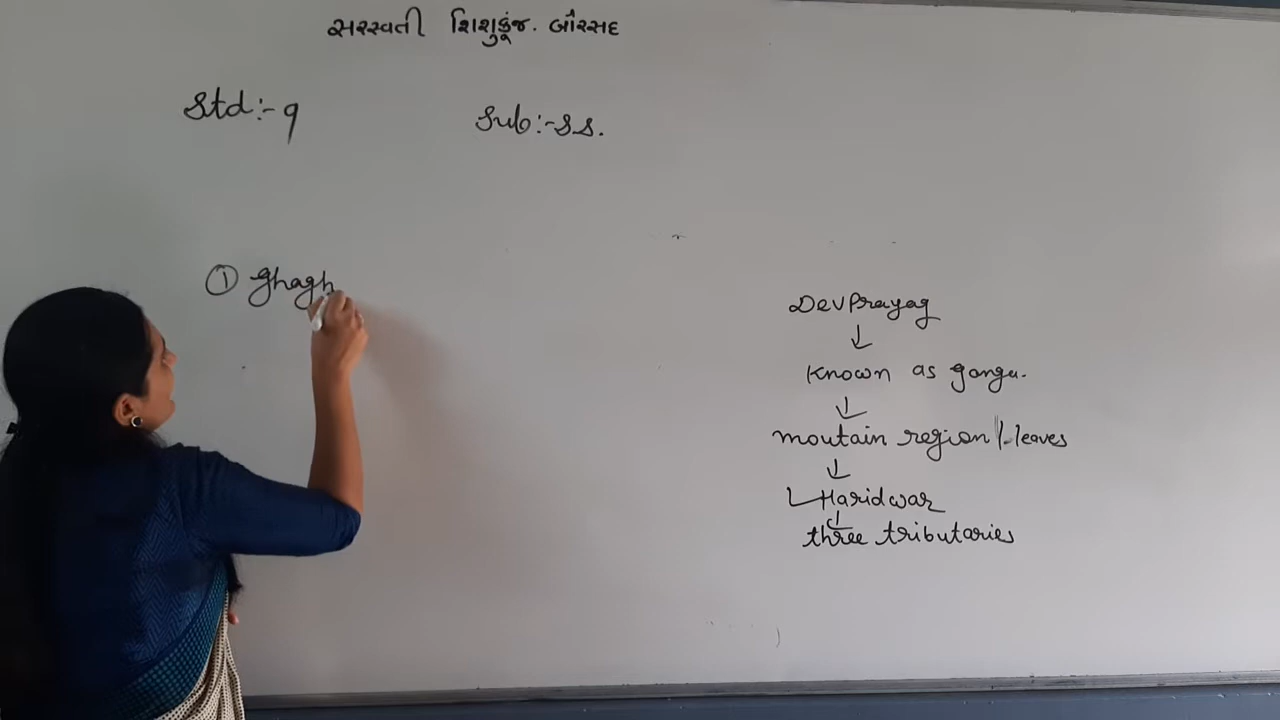 સરસ્વતી શિશુકુંજ. બોરસદ
Std:- 9
Sub:- S.S.
① Ghagh
DevPrayag
↓
Known as ganga.
↓
moutain region / leaves
↓
Haridwar
↓
three tributaries